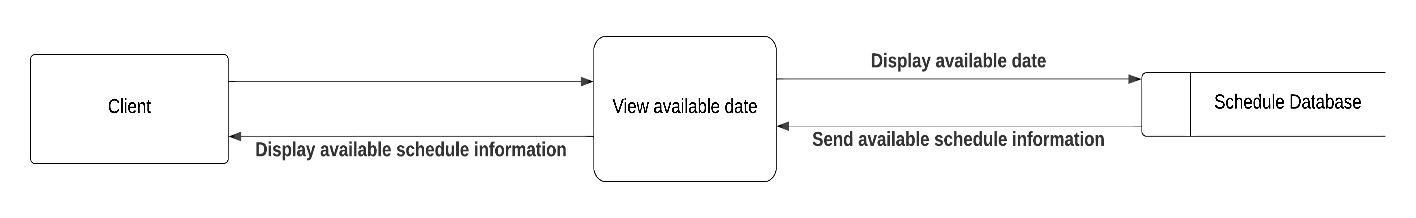 Client
View available date
Display available schedule information
Display available date
Send available schedule information
Schedule Database